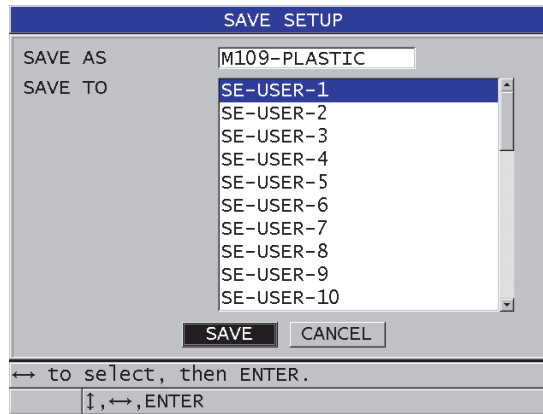 SAVE SETUP
SAVE AS M109-PLASTIC
SAVE TO SE-USER-1
SE-USER-2
SE-USER-3
SE-USER-4
SE-USER-5
SE-USER-6
SE-USER-7
SE-USER-8
SE-USER-9
SE-USER-10
SAVE CANCEL
↔ to select, then ENTER.
↕,↔,ENTER